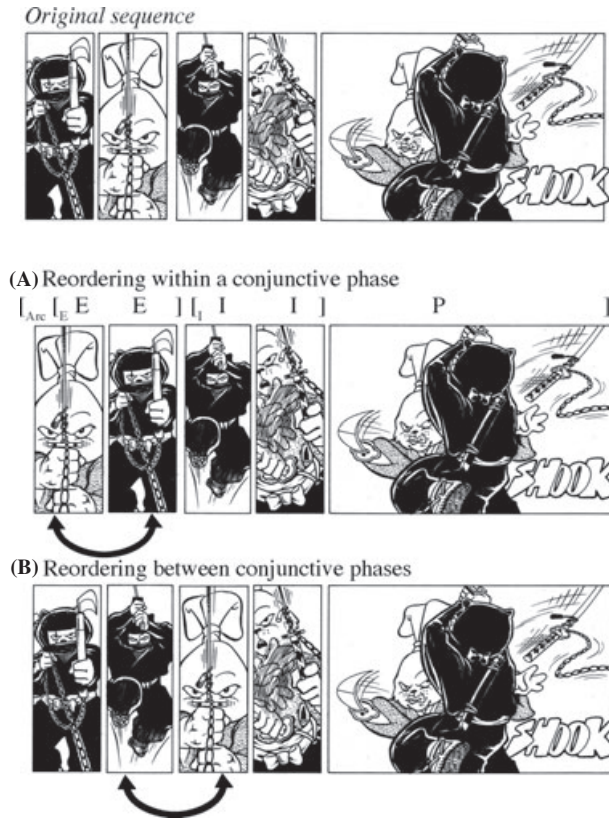 Original sequence
SHOOK
(A) Reordering within a conjunctive phase
[Arc [E E E ] [I I I ] P ]
SHOOK
(B) Reordering between conjunctive phases
SHOOK